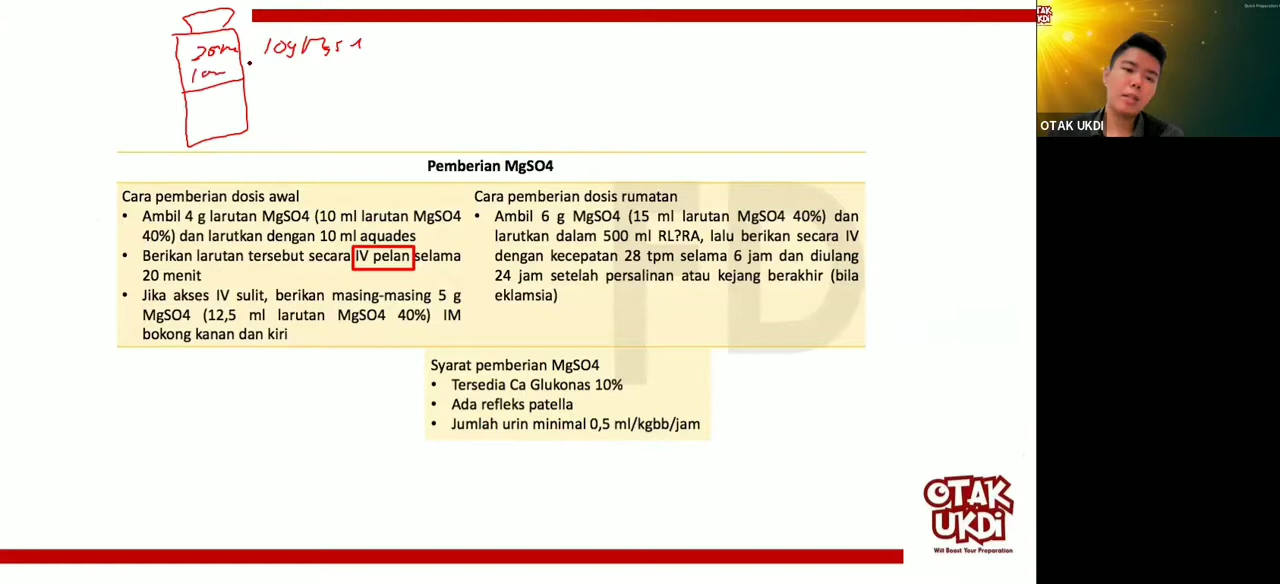 OTAK UKDI
OTAK UKDI
Pemberian MgSO4
Cara pemberian dosis awal
• Ambil 4 g larutan MgSO4 (10 ml larutan MgSO4
40%) dan larutkan dengan 10 ml aquades
• Berikan larutan tersebut secara IV pelan selama
20 menit
• Jika akses IV sulit, berikan masing-masing 5 g
MgSO4 (12,5 ml larutan MgSO4 40%) IM
bokong kanan dan kiri
Cara pemberian dosis rumatan
• Ambil 6 g MgSO4 (15 ml larutan MgSO4 40%) dan
larutkan dalam 500 ml RL?RA, lalu berikan secara IV
dengan kecepatan 28 tpm selama 6 jam dan diulang
24 jam setelah persalinan atau kejang berakhir (bila
eklamsia)
Syarat pemberian MgSO4
• Tersedia Ca Glukonas 10%
• Ada refleks patella
• Jumlah urin minimal 0,5 ml/kgbb/jam
OTAK
UKDI
Will Boost Your Preparation